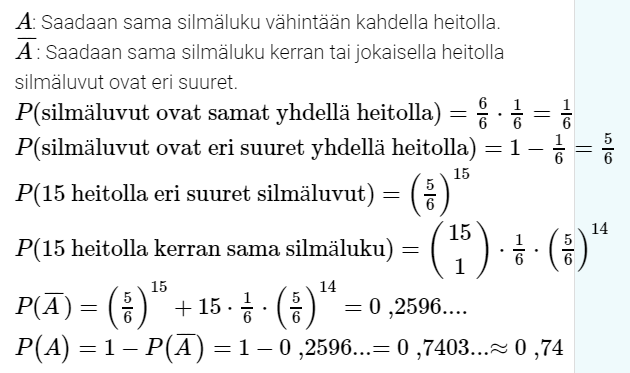 A: Saadaan sama silmäluku vähintään kahdella heitolla.
A̅ : Saadaan sama silmäluku kerran tai jokaisella heitolla
silmäluvut ovat eri suuret.
P(silmäluvut ovat samat yhdellä heitolla) = 6/6 · 1/6 = 1/6
P(silmäluvut ovat eri suuret yhdellä heitolla) = 1 − 1/6 = 5/6
P(15 heitolla eri suuret silmäluvut) = (5/6)^15
P(15 heitolla kerran sama silmäluku) = (15 1) · 1/6 · (5/6)^14
P(A̅) = (5/6)^15 + 15 · 1/6 · (5/6)^14 = 0 ,2596....
P(A) = 1 − P(A̅) = 1 − 0 ,2596...= 0 ,7403...≈ 0 ,74